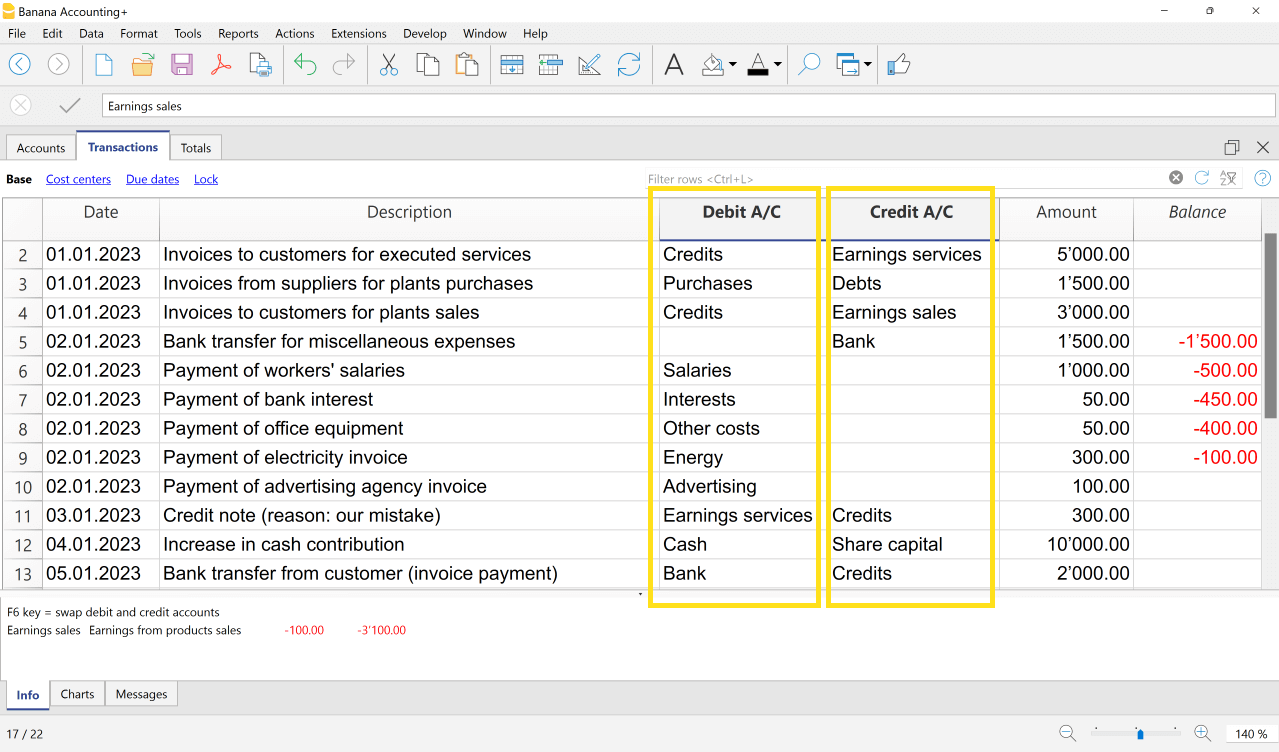 Banana Accounting+
File Edit Data Format Tools Reports Actions Extensions Develop Window Help
Earnings sales
Accounts Transactions Totals
Base Cost centers Due dates Lock Filter rows <Ctrl+L>
Date Description Debit A/C Credit A/C Amount Balance
2 01.01.2023 Invoices to customers for executed services Credits Earnings services 5’000.00
3 01.01.2023 Invoices from suppliers for plants purchases Purchases Debts 1’500.00
4 01.01.2023 Invoices to customers for plants sales Credits Earnings sales 3’000.00
5 02.01.2023 Bank transfer for miscellaneous expenses Bank 1’500.00 -1’500.00
6 02.01.2023 Payment of workers' salaries Salaries 1’000.00 -500.00
7 02.01.2023 Payment of bank interest Interests 50.00 -450.00
8 02.01.2023 Payment of office equipment Other costs 50.00 -400.00
9 02.01.2023 Payment of electricity invoice Energy 300.00 -100.00
10 02.01.2023 Payment of advertising agency invoice Advertising 100.00
11 03.01.2023 Credit note (reason: our mistake) Earnings services Credits 300.00
12 04.01.2023 Increase in cash contribution Cash Share capital 10’000.00
13 05.01.2023 Bank transfer from customer (invoice payment) Bank Credits 2’000.00
F6 key = swap debit and credit accounts
Earnings sales Earnings from products sales -100.00 -3’100.00
Info Charts Messages
17 / 22 140 %